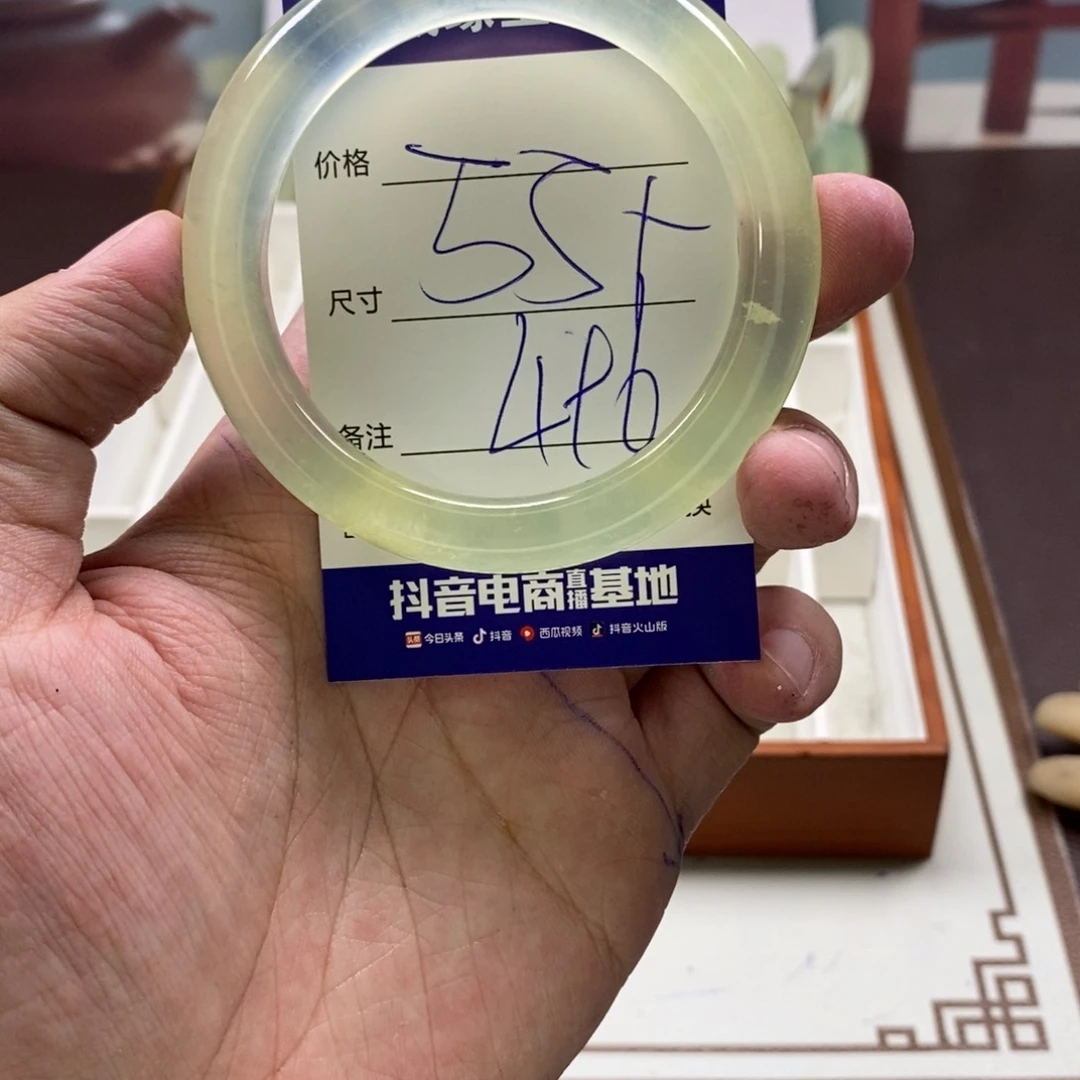 价格
55+
尺寸
备注
抖音电商直播基地
今日头条 抖音 西瓜视频 抖音火山版